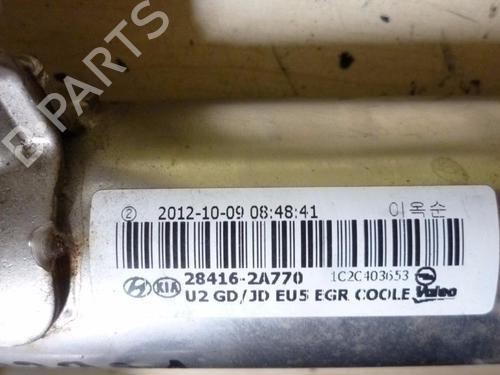 B-PARTS
② 2012-10-09 08:48:41 이옥순
KIA 28416-2A770 1C2C403653
U2 GD/JD EU5 EGR COOLE Valeo